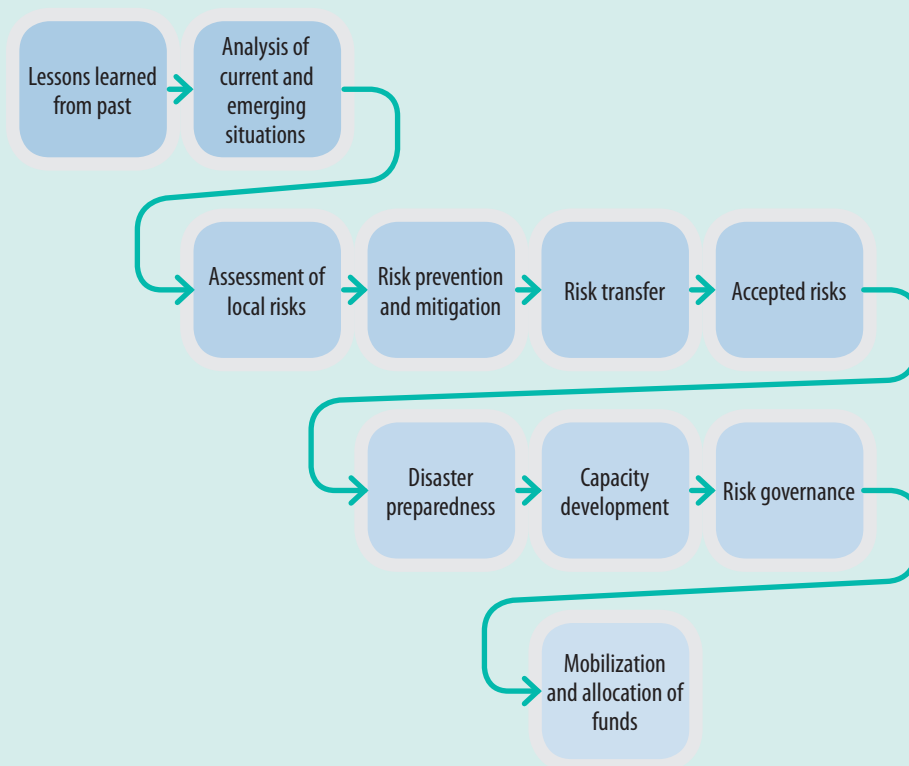 Lessons learned
from past
Analysis of
current and
emerging
situations
Assessment of
local risks
Risk prevention
and mitigation
Risk transfer
Accepted risks
Disaster
preparedness
Capacity
development
Risk governance
Mobilization
and allocation of
funds